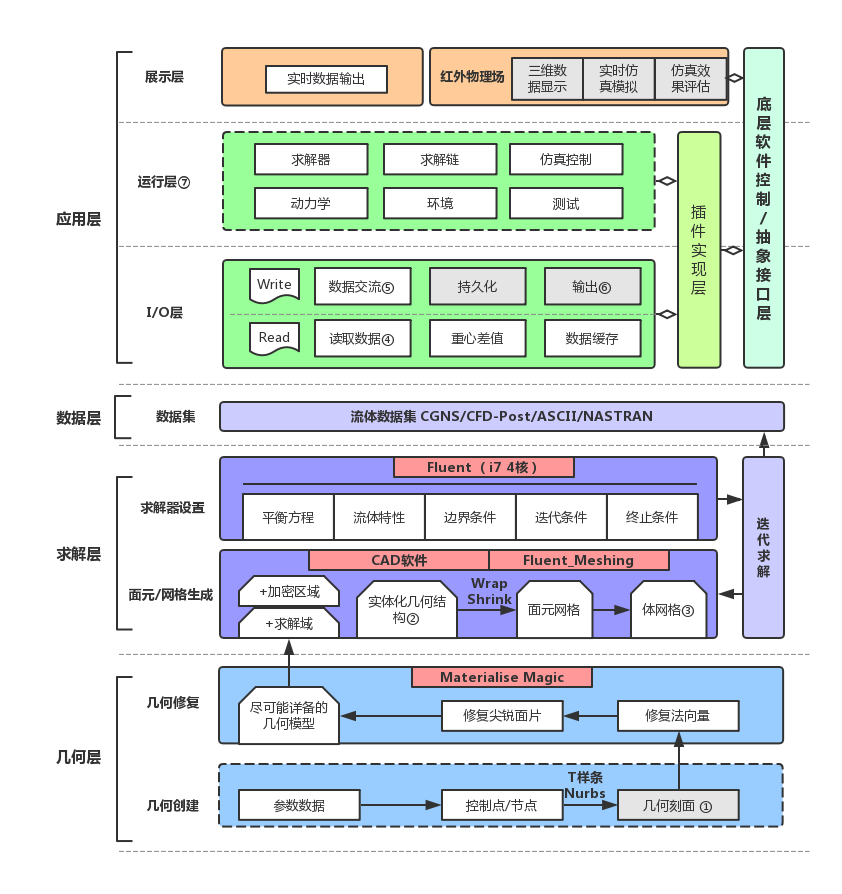 展示层
实时数据输出
红外物理场
三维数
据显示
实时仿
真模拟
仿真效
果评估
底层软件控制/抽象接口层
应用层
运行层⑦
求解器
求解链
仿真控制
动力学
环境
测试
插件实现层
I/O层
Write
数据交流⑤
持久化
输出⑥
Read
读取数据④
重心差值
数据缓存
数据层
数据集
流体数据集 CGNS/CFD-Post/ASCII/NASTRAN
求解层
求解器设置
Fluent（i7 4核）
平衡方程
流体特性
边界条件
迭代条件
终止条件
迭代求解
面元/网格生成
CAD软件
Fluent_Meshing
+加密区域
+求解域
实体化几何结
构②
Wrap
Shrink
面元网格
体网格③
几何层
几何修复
Materialise Magic
尽可能详备的
几何模型
修复尖锐面片
修复法向量
几何创建
参数数据
控制点/节点
T样条
Nurbs
几何刻面 ①